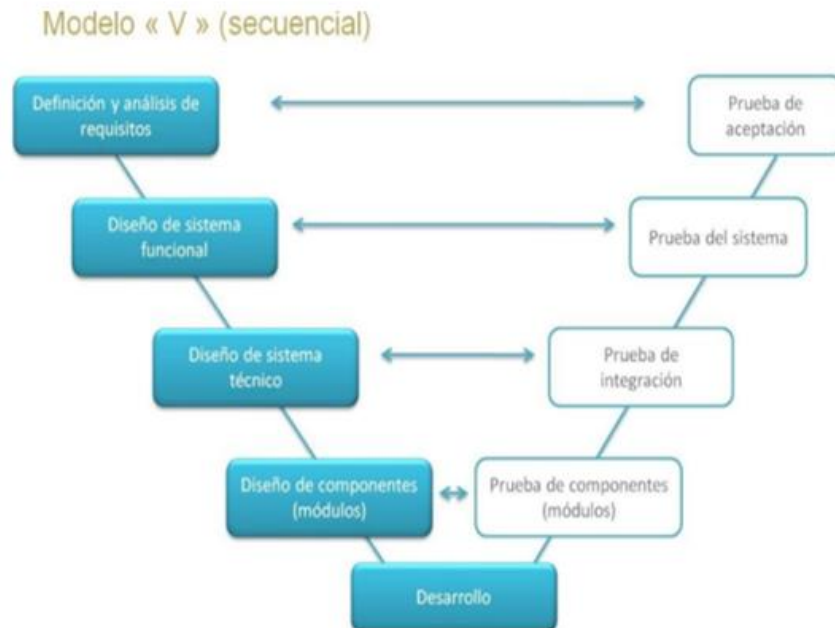 Modelo « V » (secuencial)
Definición y análisis de
requisitos
Prueba de
aceptación
Diseño de sistema
funcional
Prueba del sistema
Diseño de sistema
técnico
Prueba de
integración
Diseño de componentes
(módulos)
Prueba de componentes
(módulos)
Desarrollo